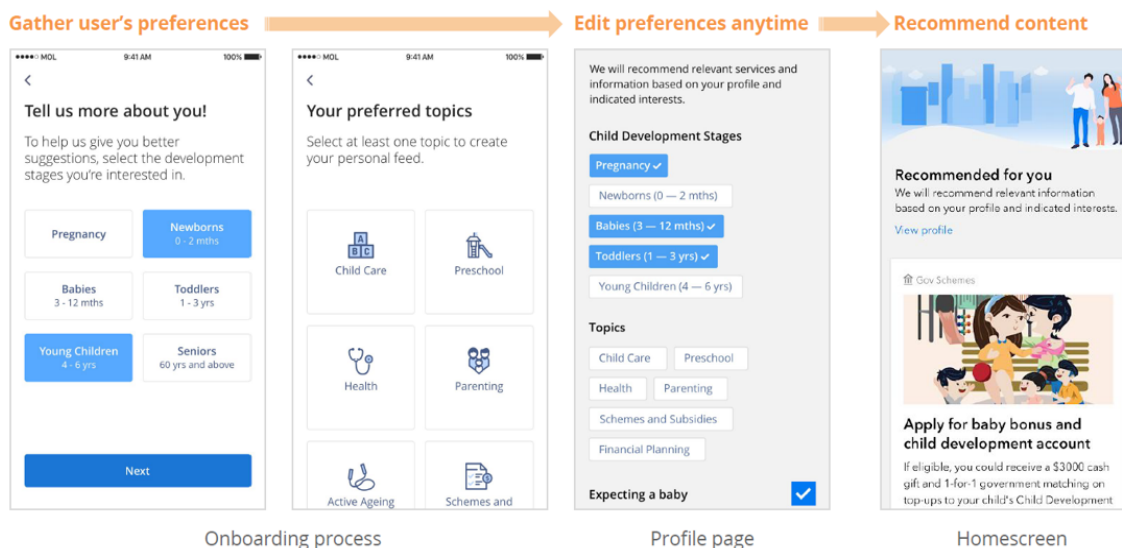 Gather user's preferences
Edit preferences anytime
Recommend content
MOL 9:41 AM 100%
Tell us more about you!
To help us give you better
suggestions, select the development
stages you're interested in.
Pregnancy
Newborns
0 - 2 mths
Babies
3 - 12 mths
Toddlers
1 - 3 yrs
Young Children
4 - 6 yrs
Seniors
60 yrs and above
Next
MOL 9:41 AM 100%
Your preferred topics
Select at least one topic to create
your personal feed.
A
B C
Child Care
Preschool
Health
Parenting
Active Ageing
Schemes and
Onboarding process
We will recommend relevant services and
information based on your profile and
indicated interests.
Child Development Stages
Pregnancy ✓
Newborns (0 — 2 mths)
Babies (3 — 12 mths) ✓
Toddlers (1 — 3 yrs) ✓
Young Children (4 — 6 yrs)
Topics
Child Care Preschool
Health Parenting
Schemes and Subsidies
Financial Planning
Expecting a baby
Profile page
Recommended for you
We will recommend relevant information
based on your profile and indicated interests.
View profile
Gov Schemes
Apply for baby bonus and
child development account
If eligible, you could receive a $3000 cash
gift and 1-for-1 government matching on
top-ups to your child's Child Development
Homescreen